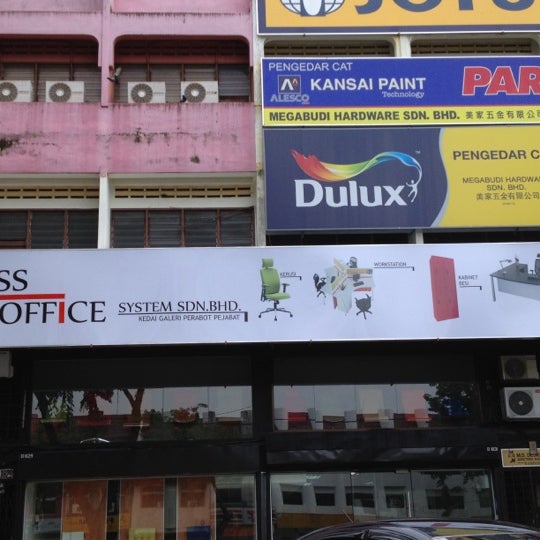 PENGEDAR CAT
ALESCO
KANSAI PAINT
Technology
PAR
MEGABUDI HARDWARE SDN. BHD. 美家五金有限公司
Dulux
PENGEDAR C
MEGABUDI HARDWARE
SDN. BHD.
美家五金有限公司
SS
OFFICE
SYSTEM SDN.BHD.
KEDAI GALERI PERABOT PEJABAT
KERUSI
WORKSTATION
KABINET
BESI